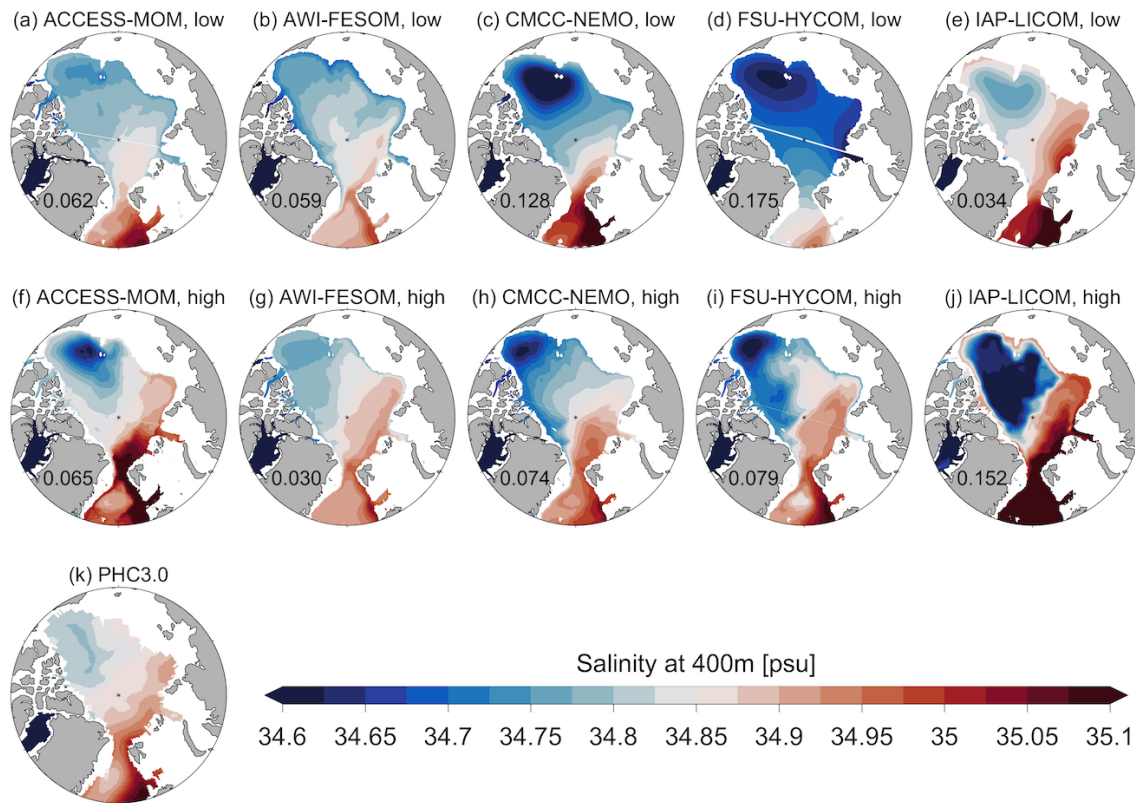 (a) ACCESS-MOM, low
(b) AWI-FESOM, low
(c) CMCC-NEMO, low
(d) FSU-HYCOM, low
(e) IAP-LICOM, low
0.062
0.059
0.128
0.175
0.034
(f) ACCESS-MOM, high
(g) AWI-FESOM, high
(h) CMCC-NEMO, high
(i) FSU-HYCOM, high
(j) IAP-LICOM, high
0.065
0.030
0.074
0.079
0.152
(k) PHC3.0
Salinity at 400m [psu]
34.6 34.65 34.7 34.75 34.8 34.85 34.9 34.95 35 35.05 35.1